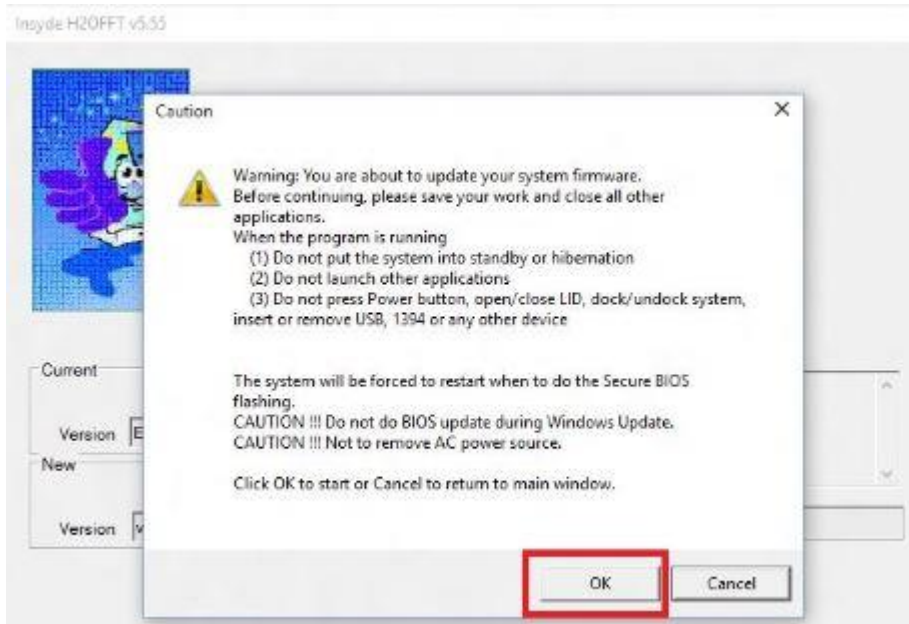 Insyde H2OFFT v5.55
Caution
Warning: You are about to update your system firmware.
Before continuing, please save your work and close all other
applications.
When the program is running
(1) Do not put the system into standby or hibernation
(2) Do not launch other applications
(3) Do not press Power button, open/close LID, dock/undock system,
insert or remove USB, 1394 or any other device
The system will be forced to restart when to do the Secure BIOS
flashing.
CAUTION !!! Do not do BIOS update during Windows Update.
CAUTION !!! Not to remove AC power source.
Click OK to start or Cancel to return to main window.
OK
Cancel
Current
Version
New
Version